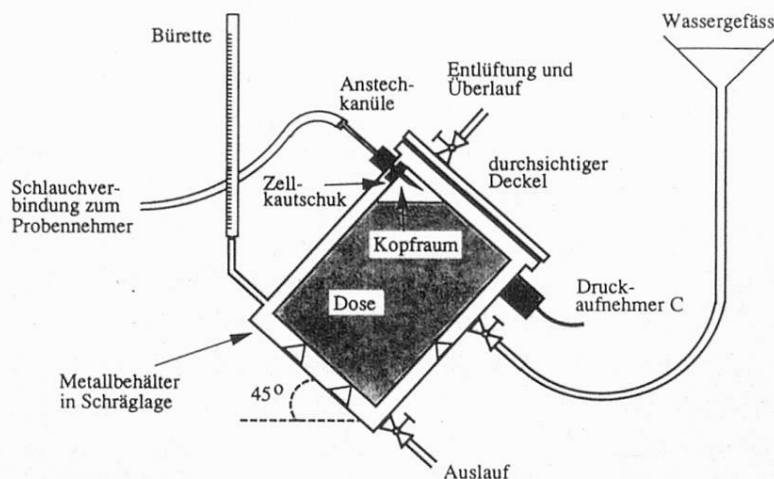 Wassergefäss
Bürette
Entlüftung und
Überlauf
Anstech-
kanüle
durchsichtiger
Deckel
Zell-
kautschuk
Schlauchver-
bindung zum
Probennehmer
Kopfraum
Dose
Druck-
aufnehmer C
Metallbehälter
in Schräglage
45°
Auslauf